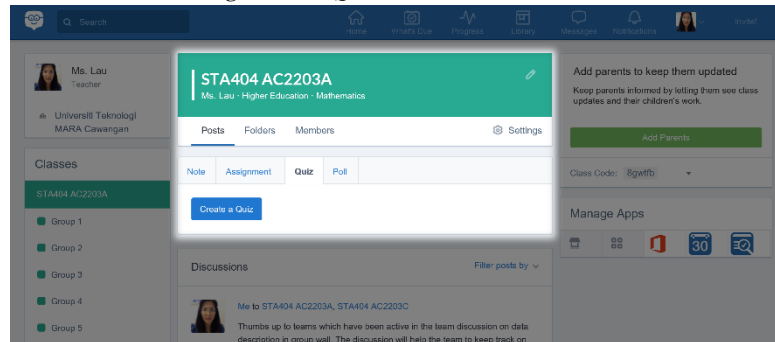 Search
Home
What's Due
Progress
Library
Messages
Notifications
Invite!
Ms. Lau
Teacher
Universiti Teknologi
MARA Cawangan
Classes
STA404 AC2203A
Group 1
Group 2
Group 3
Group 4
Group 5
STA404 AC2203A
Ms. Lau · Higher Education · Mathematics
Posts Folders Members Settings
Note Assignment Quiz Poll
Create a Quiz
Discussions Filter posts by
Me to STA404 AC2203A, STA404 AC2203C
Thumbs up to teams which have been active in the team discussion on data
description in group wall. The discussion will help the team to keep track on
Add parents to keep them updated
Keep parents informed by letting them see class
updates and their children's work.
Add Parents
Class Code: 8gwtfb
Manage Apps
30